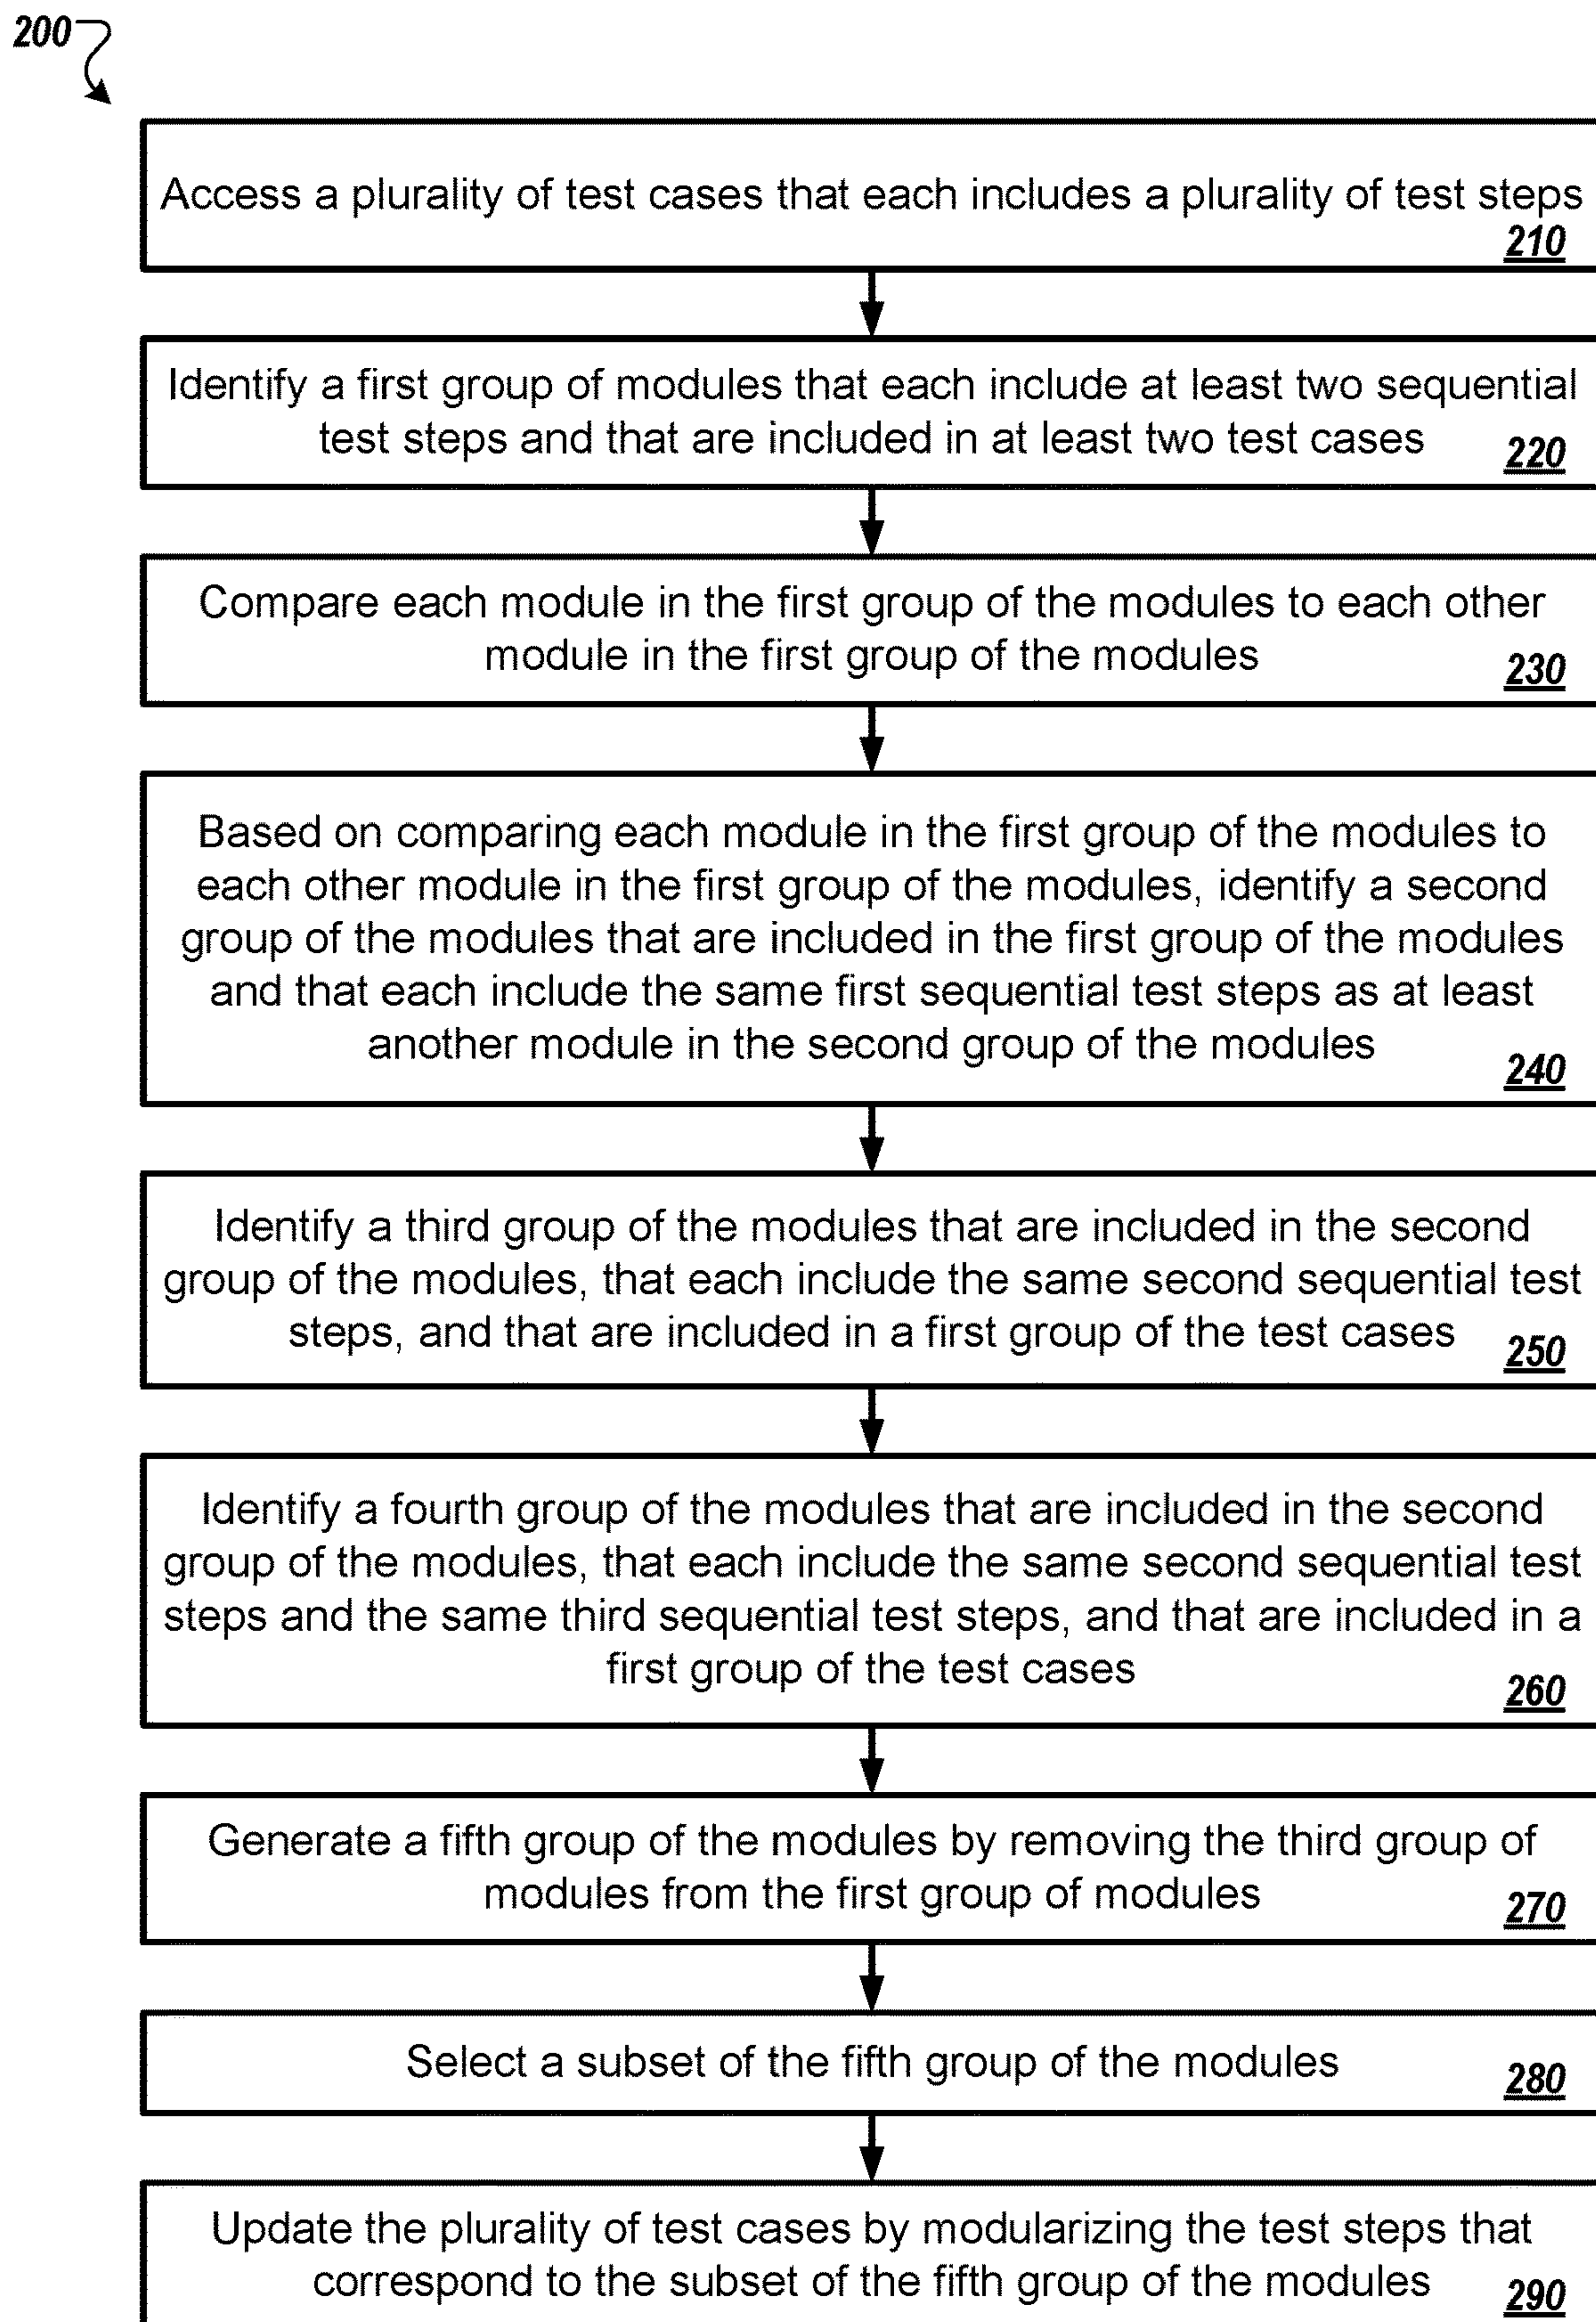 200
Access a plurality of test cases that each includes a plurality of test steps
210
Identify a first group of modules that each include at least two sequential
test steps and that are included in at least two test cases
220
Compare each module in the first group of the modules to each other
module in the first group of the modules
230
Based on comparing each module in the first group of the modules to
each other module in the first group of the modules, identify a second
group of the modules that are included in the first group of the modules
and that each include the same first sequential test steps as at least
another module in the second group of the modules
240
Identify a third group of the modules that are included in the second
group of the modules, that each include the same second sequential test
steps, and that are included in a first group of the test cases
250
Identify a fourth group of the modules that are included in the second
group of the modules, that each include the same second sequential test
steps and the same third sequential test steps, and that are included in a
first group of the test cases
260
Generate a fifth group of the modules by removing the third group of
modules from the first group of modules
270
Select a subset of the fifth group of the modules
280
Update the plurality of test cases by modularizing the test steps that
correspond to the subset of the fifth group of the modules
290